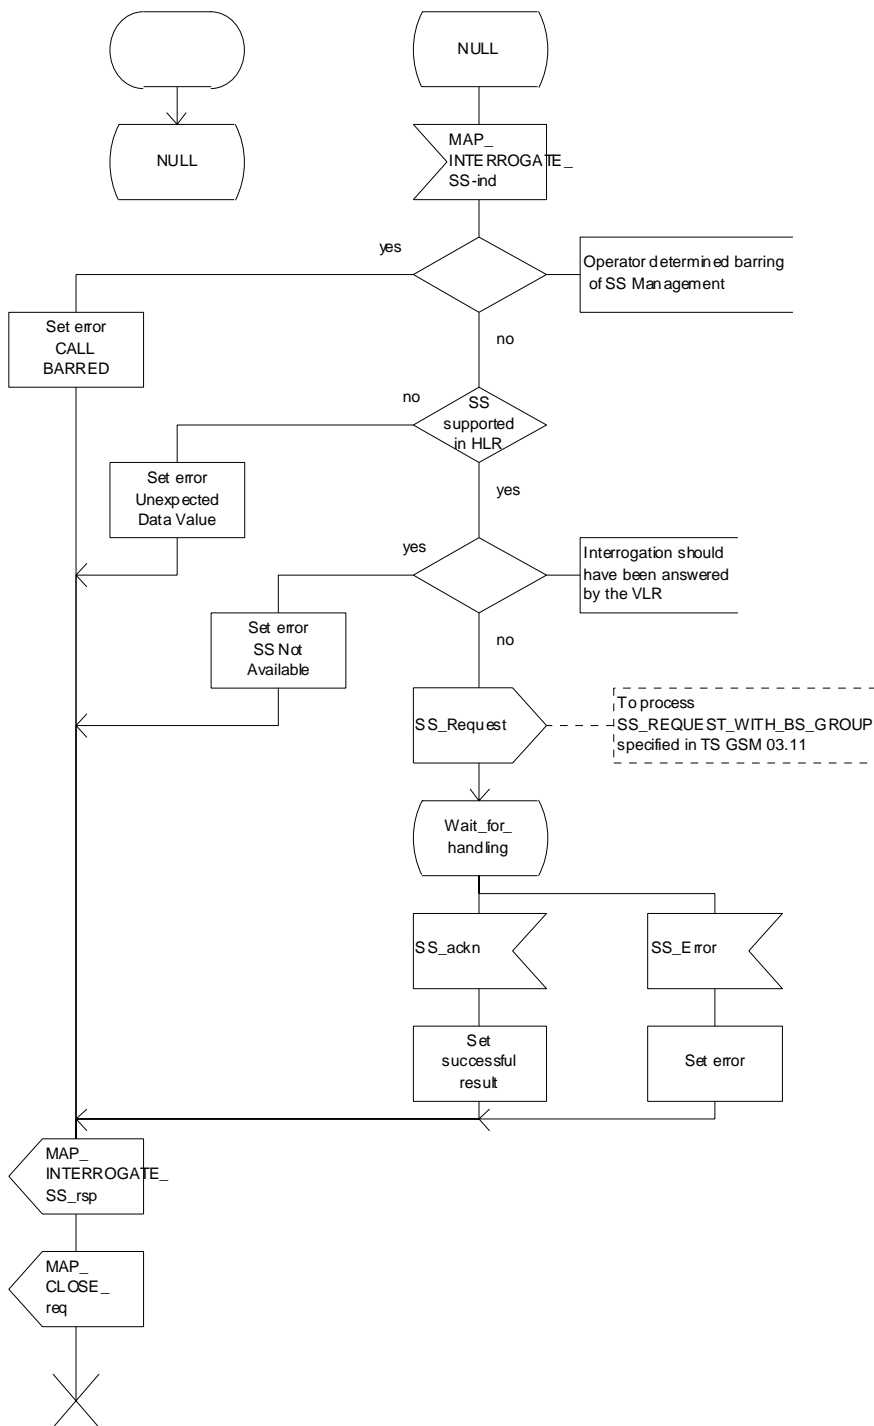 NULL
NULL
MAP_
INTERROGATE_
SS-ind
yes
Operator determined barring
of SS Management
Set error
CALL
BARRED
no
no
SS
supported
in HLR
Set error
Unexpected
Data Value
yes
yes
Interrogation should
have been answered
by the VLR
Set error
SS Not
Available
no
SS_Request
To process
SS_REQUEST_WITH_BS_GROUP
specified in TS GSM 03.11
Wait_for_
handling
SS_ackn
SS_Error
Set
successful
result
Set error
MAP_
INTERROGATE_
SS_rsp
MAP_
CLOSE_
req